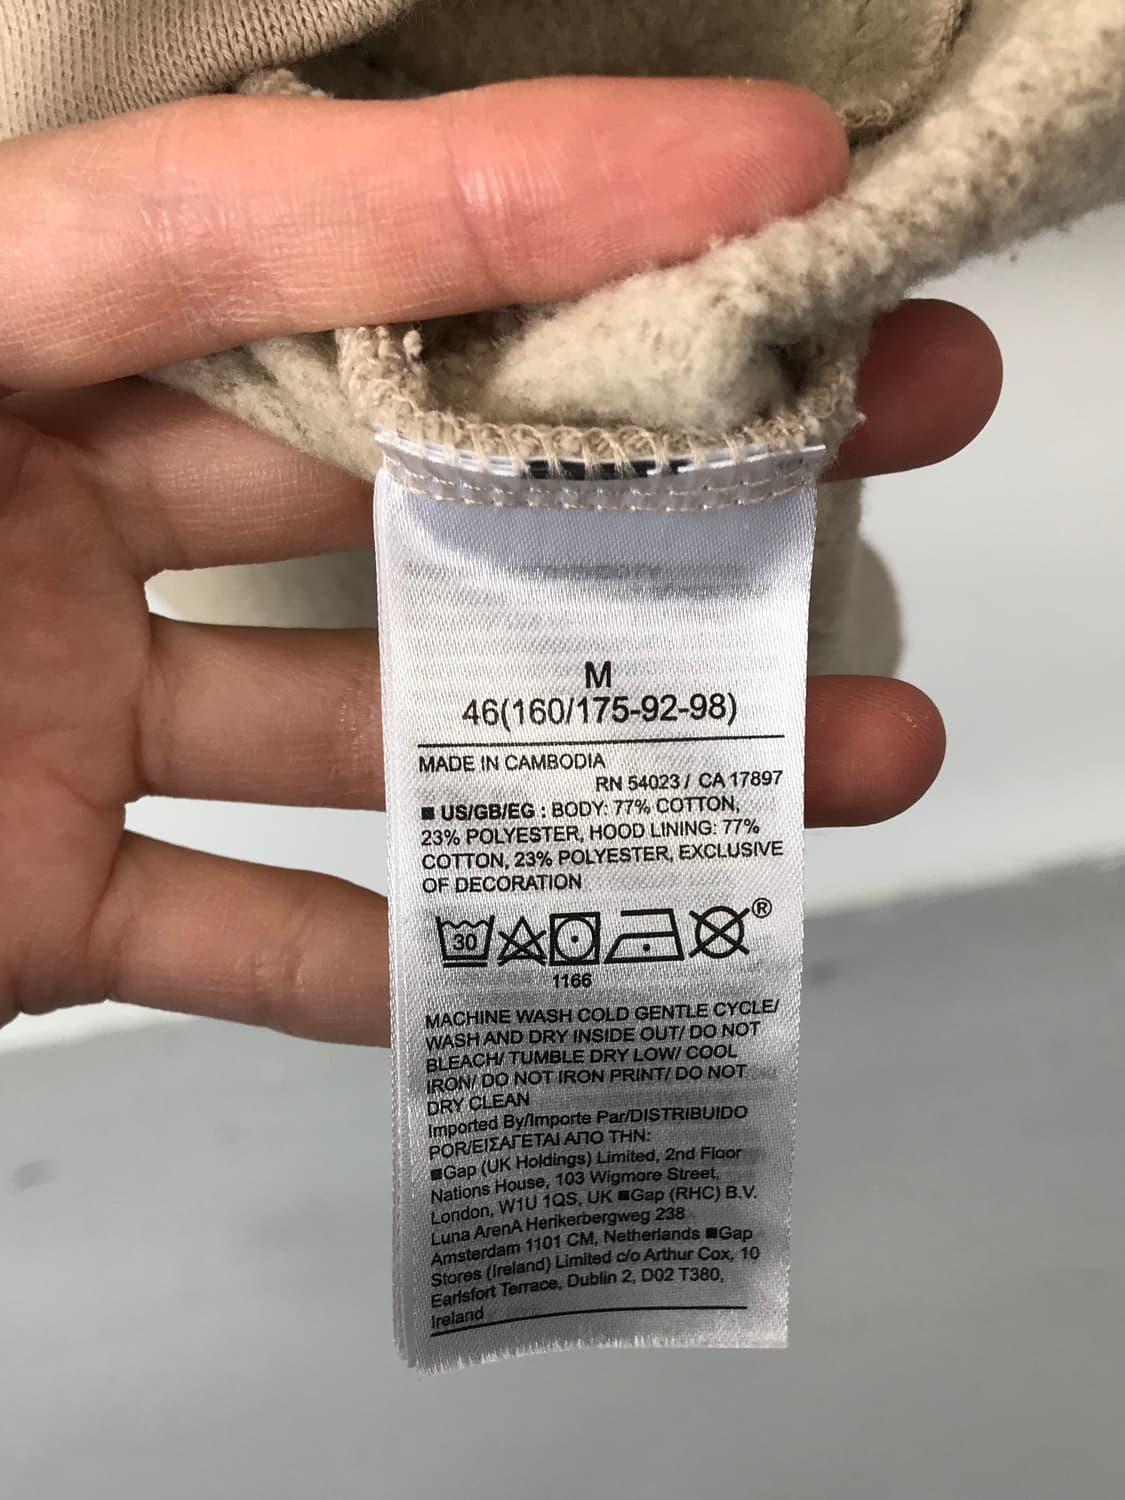 M
46(160/175-92-98)
MADE IN CAMBODIA
RN 54023 / CA 17897
■ US/GB/EG : BODY: 77% COTTON,
23% POLYESTER, HOOD LINING: 77%
COTTON, 23% POLYESTER, EXCLUSIVE
OF DECORATION
30
®
1166
MACHINE WASH COLD GENTLE CYCLE/
WASH AND DRY INSIDE OUT/ DO NOT
BLEACH/ TUMBLE DRY LOW/ COOL
IRON/ DO NOT IRON PRINT/ DO NOT
DRY CLEAN
Imported By/Importe Par/DISTRIBUIDO
POR/ΕΙΣΑΓΕΤΑΙ ΑΠΟ ΤΗΝ:
■Gap (UK Holdings) Limited, 2nd Floor
Nations House, 103 Wigmore Street,
London, W1U 1QS, UK ■Gap (RHC) B.V.
Luna ArenA Herikerbergweg 238
Amsterdam 1101 CM, Netherlands ■Gap
Stores (Ireland) Limited c/o Arthur Cox, 10
Earlsfort Terrace, Dublin 2, D02 T380,
Ireland